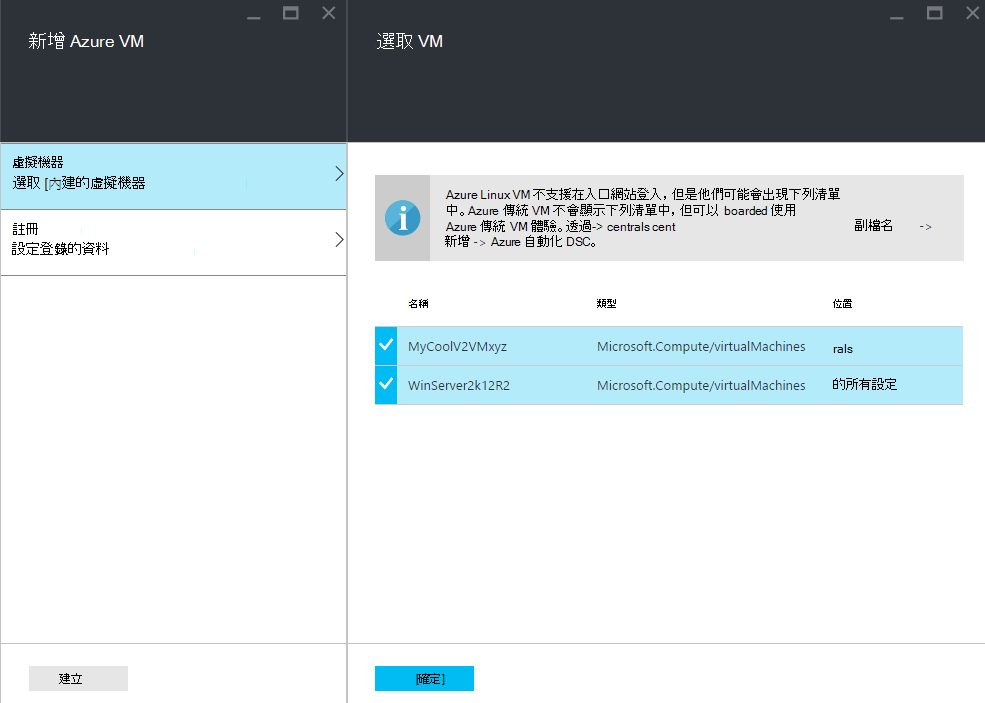 新增 Azure VM
虛擬機器
選取 [內建的虛擬機器
註冊
設定登錄的資料
建立
選取 VM
Azure Linux VM 不支援在入口網站登入，但是他們可能會出現下列清單
中。Azure 傳統 VM 不會顯示下列清單中，但可以 boarded 使用
Azure 傳統 VM 體驗。透過-> centrals cent 副檔名 ->
新增 -> Azure 自動化 DSC。
名稱 類型 位置
MyCoolV2VMxyz Microsoft.Compute/virtualMachines rals
WinServer2k12R2 Microsoft.Compute/virtualMachines 的所有設定
[確定]